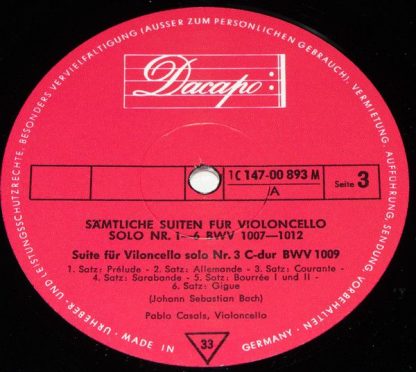 Dacapo:
1C 147-00 893 M
A
Seite 3
SÄMTLICHE SUITEN FÜR VIOLONCELLO
SOLO NR. 1—6 BWV 1007—1012
Suite für Viloncello solo Nr. 3 C-dur BWV 1009
1. Satz: Prélude - 2. Satz: Allemande - 3. Satz: Courante -
4. Satz: Sarabande - 5. Satz: Bourrée I und II -
6. Satz: Gigue
(Johann Sebastian Bach)
Pablo Casals, Violoncello
33
URHEBER- UND LEISTUNGSSCHUTZRECHTE, BESONDERS VERVIELFÄLTIGUNG (AUSSER ZUM PERSÖNLICHEN GEBRAUCH), VERMIETUNG, AUFFÜHRUNG, SENDUNG, VORBEHALTEN · MADE IN GERMANY ·